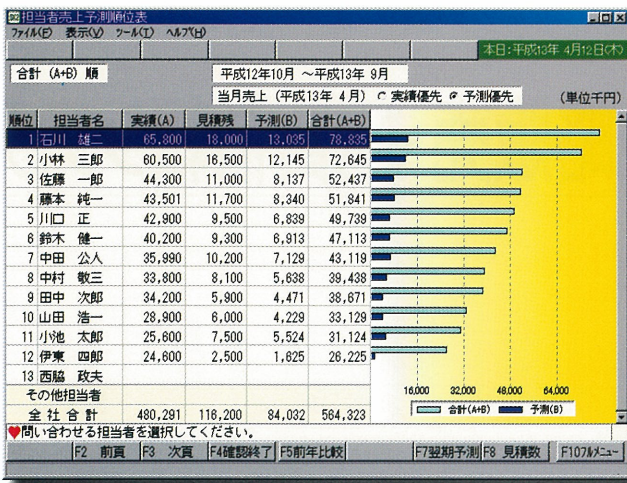 担当者売上予測順位表
ファイル(F) 表示(V) ツール(T) ヘルプ(H)
本日:平成13年 4月12日(木)
合計 (A+B) 順 平成12年10月 ~平成13年 9月
当月売上 (平成13年 4月) 実績優先 予測優先 (単位千円)
順位 担当者名 実績(A) 見積残 予測(B) 合計(A+B)
1 石川 雄二 65,800 18,000 13,035 78,835
2 小林 三郎 60,500 16,500 12,145 72,645
3 佐藤 一郎 44,300 11,000 8,137 52,437
4 藤本 純一 43,501 11,700 8,340 51,841
5 川口 正 42,900 9,500 6,839 49,739
6 鈴木 健一 40,200 9,300 6,913 47,113
7 中田 公人 35,990 10,200 7,129 43,119
8 中村 敬三 33,800 8,100 5,638 39,438
9 田中 次郎 34,200 5,900 4,471 38,671
10 山田 浩一 28,900 6,000 4,229 33,129
11 小池 太郎 25,600 7,500 5,524 31,124
12 伊東 四郎 24,600 2,500 1,625 26,225
13 西脇 政夫
その他担当者
全社合計 480,291 116,200 84,032 564,323
16,000 32,000 48,000 64,000
合計(A+B) 予測(B)
♥問い合わせる担当者を選択してください。
F2 前頁 F3 次頁 F4確認終了 F5前年比較 F7翌期予測 F8 見積数 F10フルメニュー